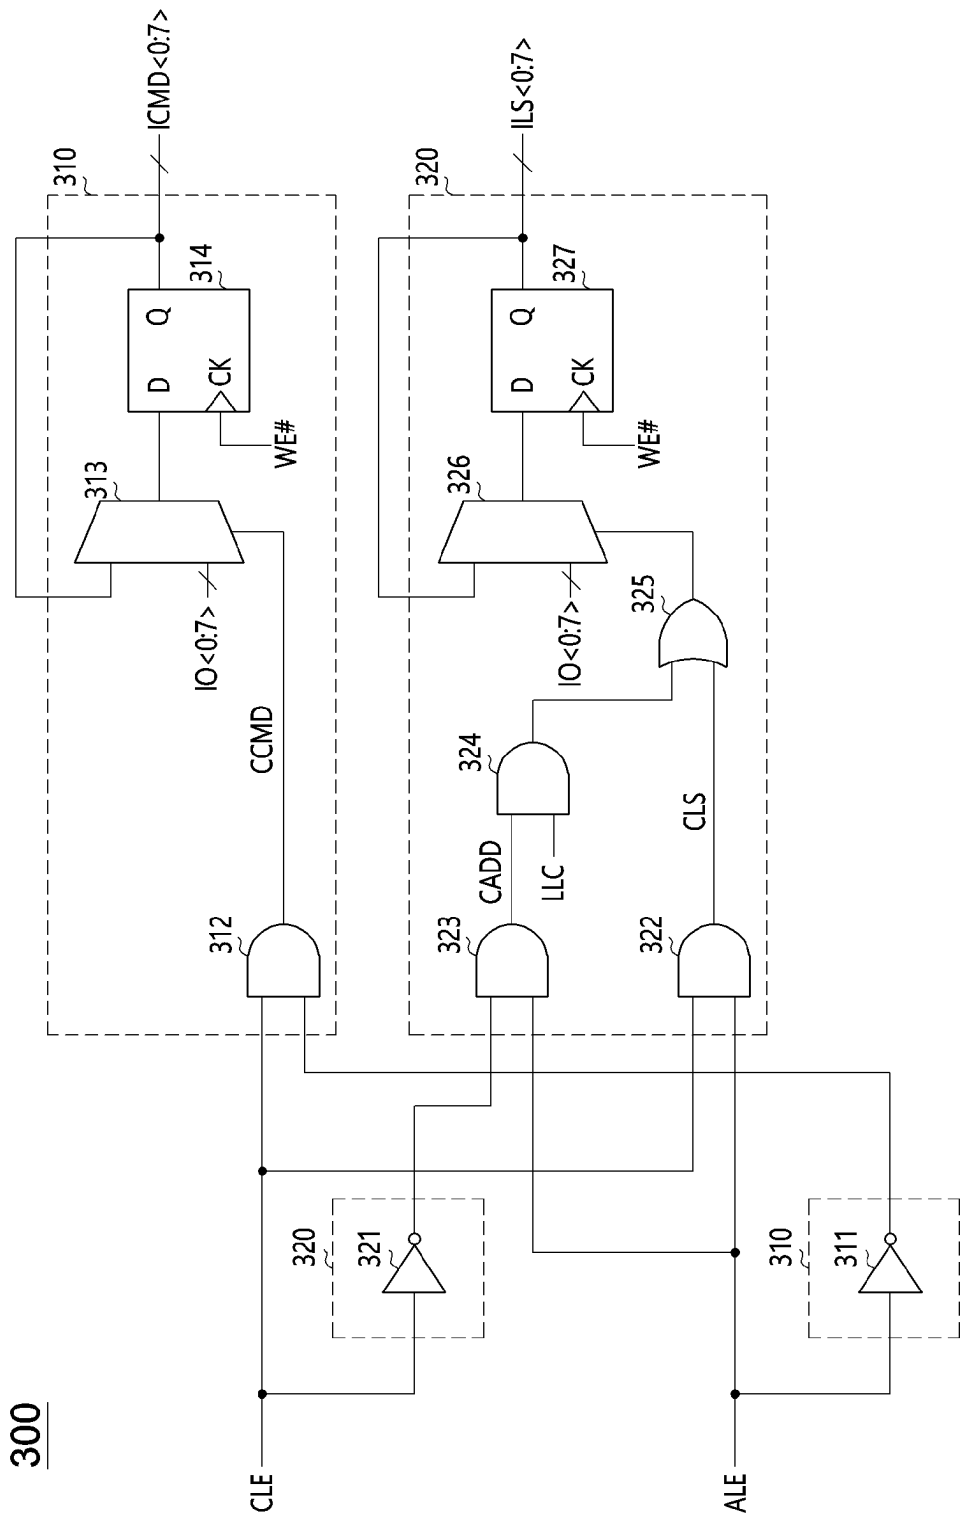 300
CLE
ALE
320
321
310
311
310
312
CCMD
IO<0:7>
313
D
Q
CK
314
WE#
ICMD<0:7>
320
323
CADD
LLC
324
322
CLS
325
IO<0:7>
326
D
Q
CK
327
WE#
ILS<0:7>